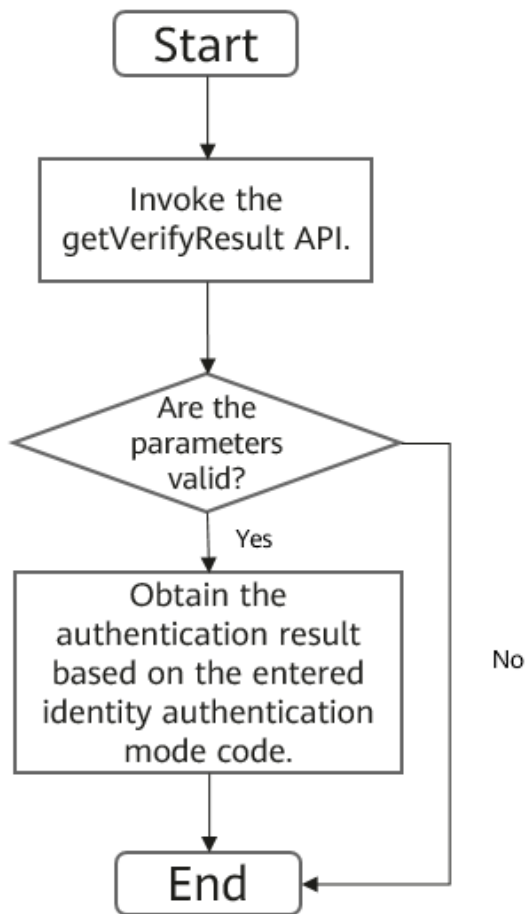 Start
Invoke the
getVerifyResult API.
Are the
parameters
valid?
Yes
Obtain the
authentication result
based on the entered
identity authentication
mode code.
No
End